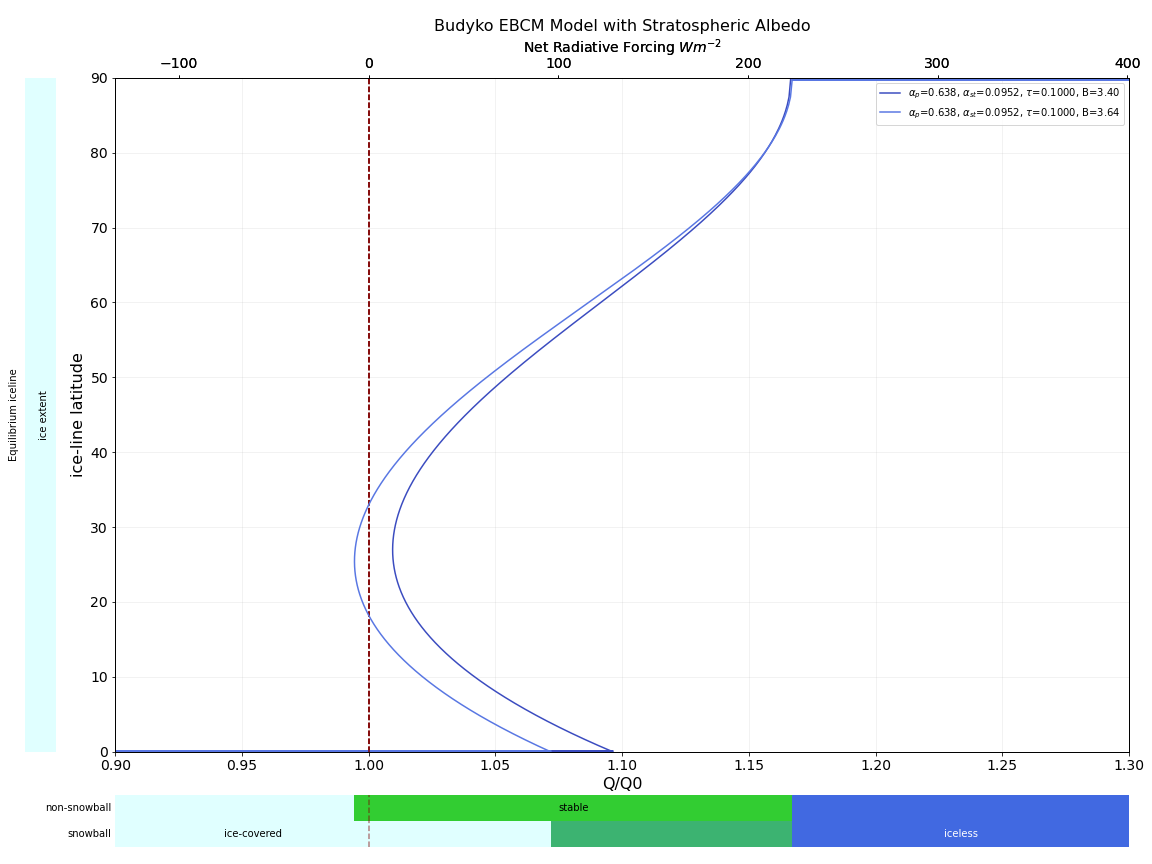 Budyko EBCM Model with Stratospheric Albedo
Net Radiative Forcing Wm⁻²
−100 0 100 200 300 400
αₚ=0.638, αₛₜ=0.0952, τ=0.1000, B=3.40
αₚ=0.638, αₛₜ=0.0952, τ=0.1000, B=3.64
90
80
70
60
50
40
30
20
10
0
Equilibrium iceline
ice extent
ice-line latitude
0.90 0.95 1.00 1.05 1.10 1.15 1.20 1.25 1.30
Q/Q0
non-snowball
stable
snowball
ice-covered
iceless